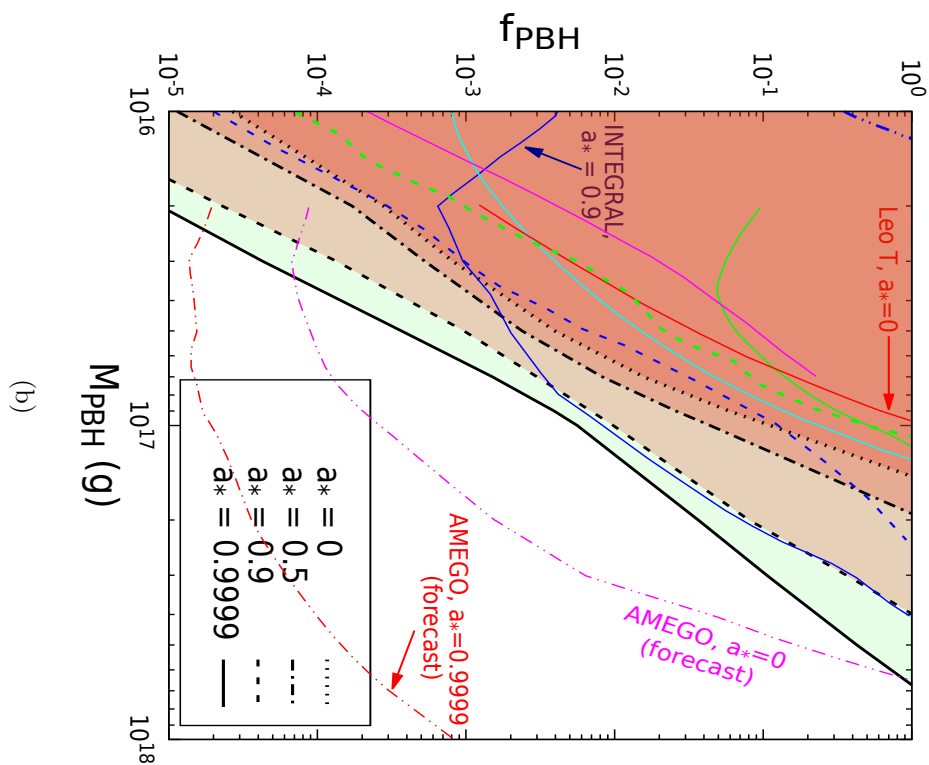 f_PBH
10^-5
10^-4
10^-3
10^-2
10^-1
10^0
10^16
10^17
10^18
M_PBH (g)
INTEGRAL,
a* = 0.9
Leo T, a*=0
AMEGO, a*=0
(forecast)
AMEGO, a*=0.9999
(forecast)
a* = 0
a* = 0.5
a* = 0.9
a* = 0.9999
(b)